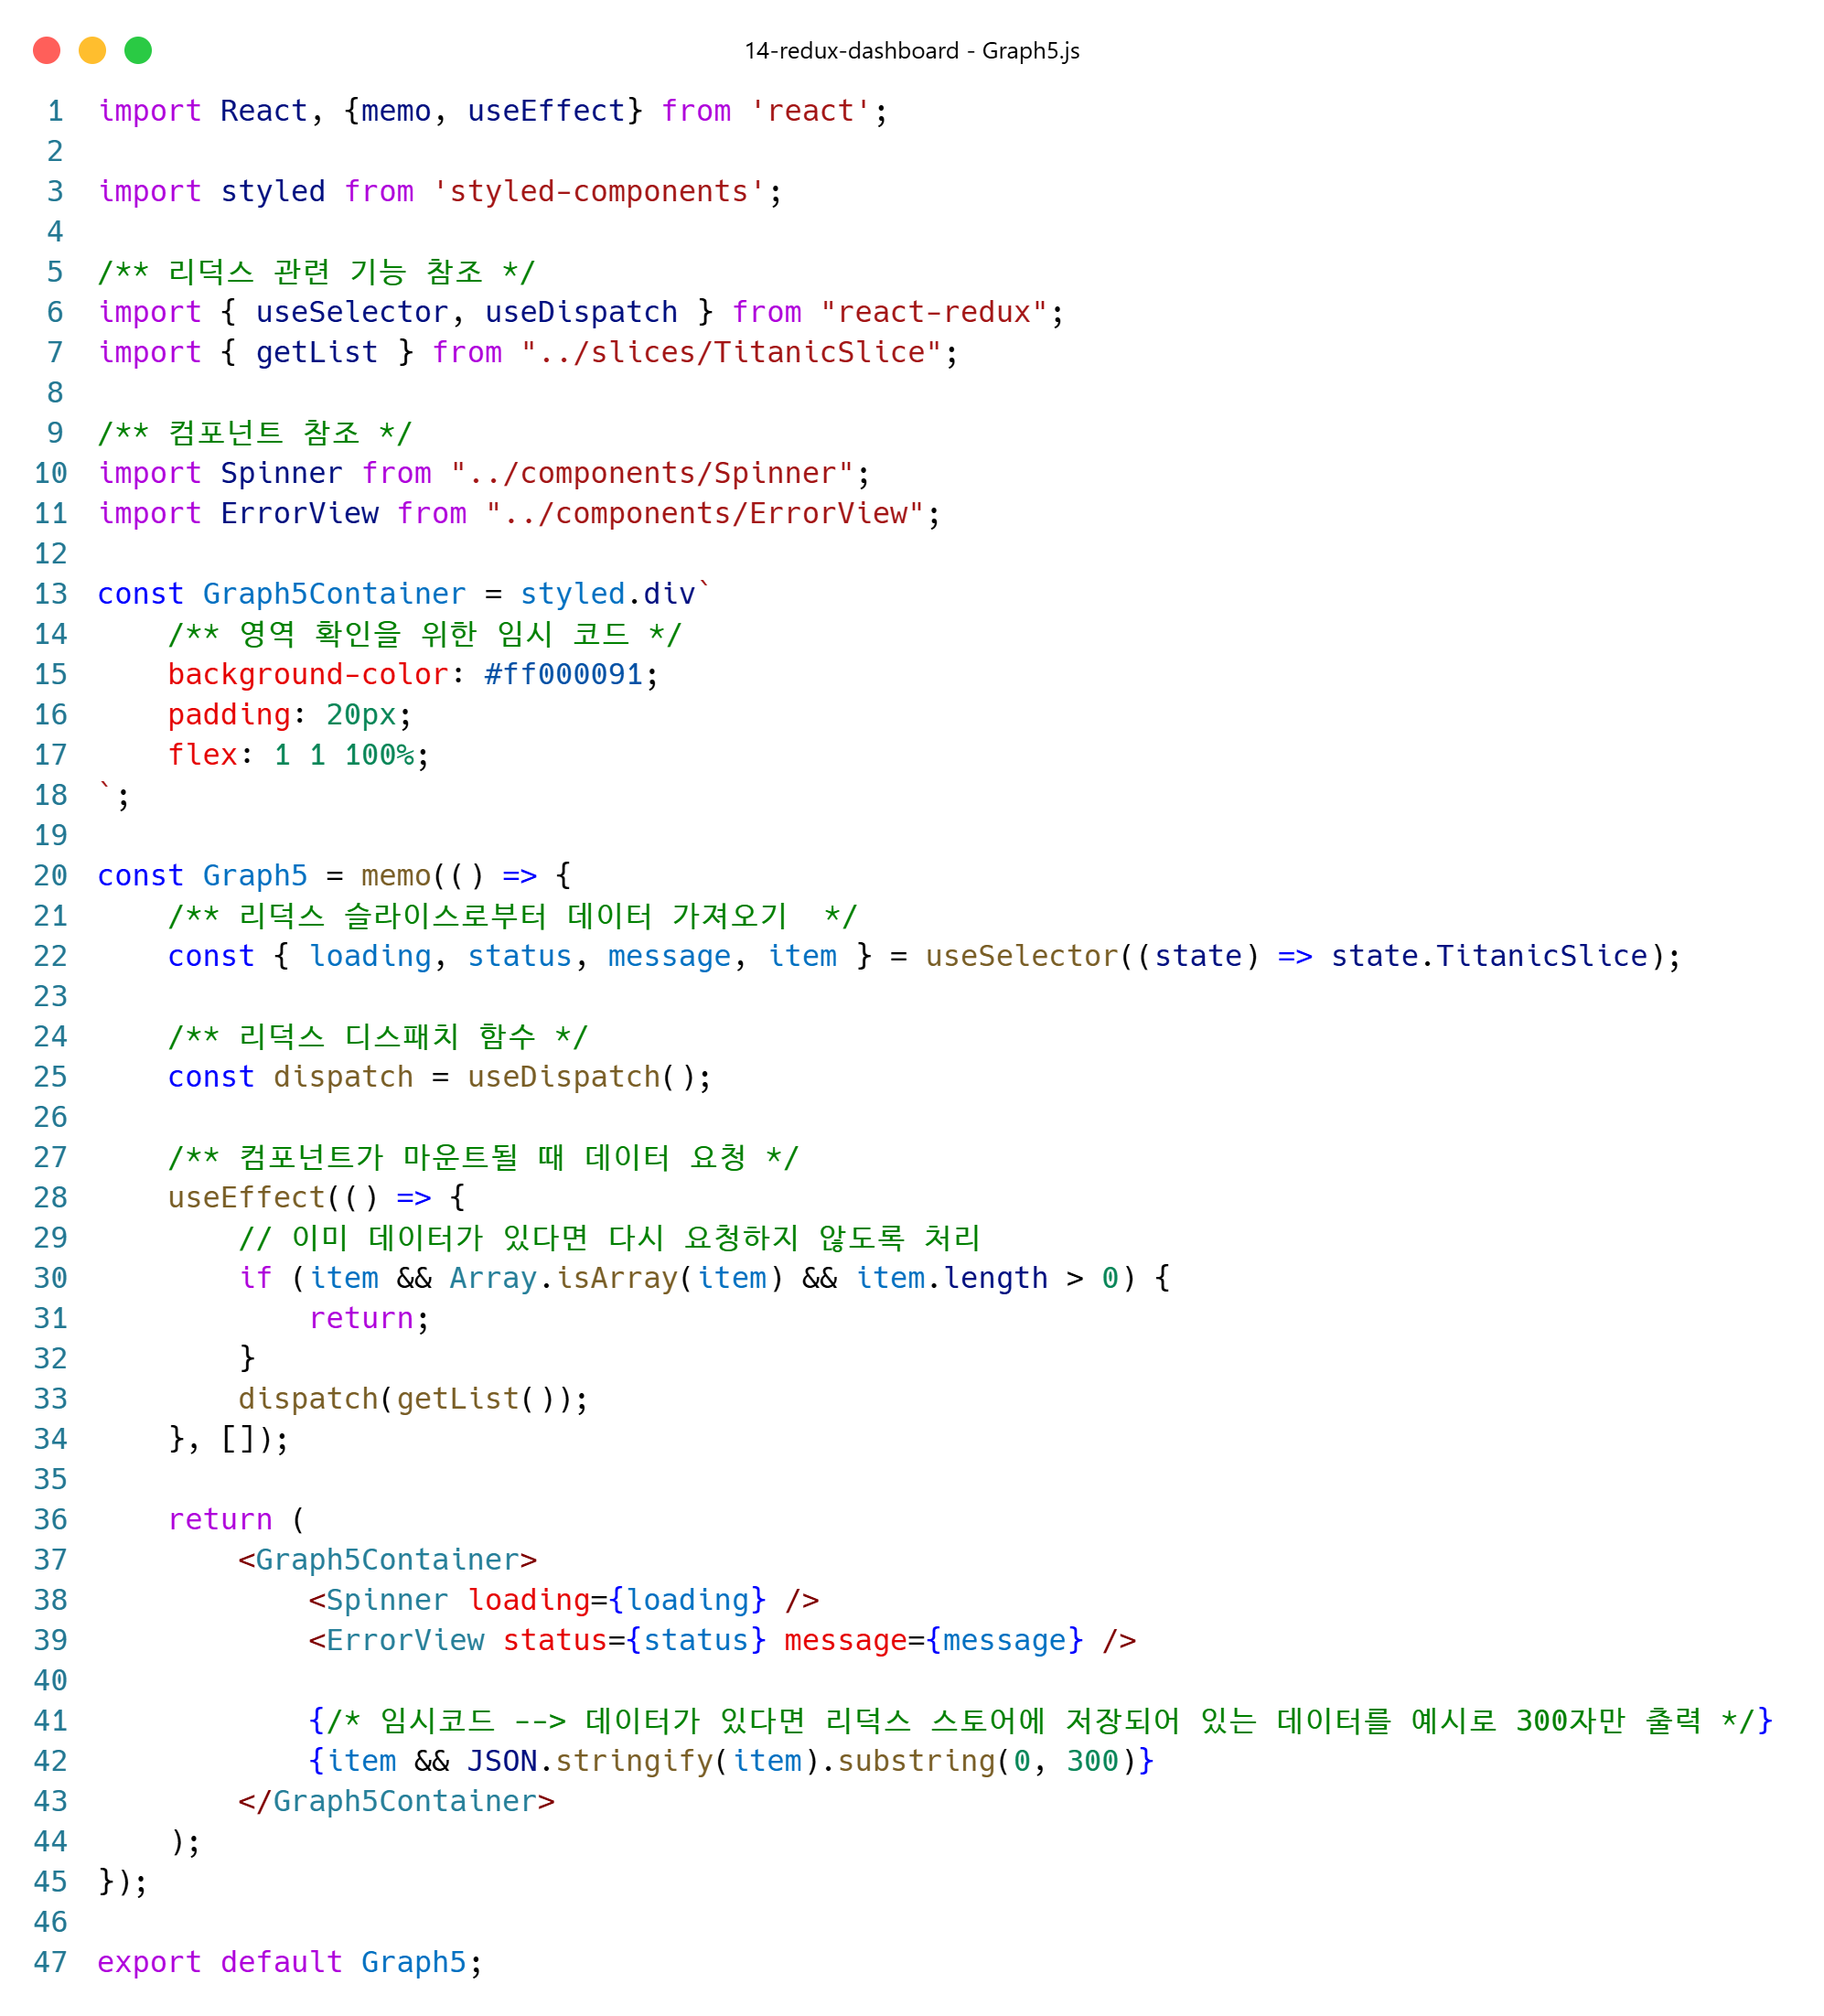 14-redux-dashboard - Graph5.js
1 import React, {memo, useEffect} from 'react';
2
3 import styled from 'styled-components';
4
5 /** 리덕스 관련 기능 참조 */
6 import { useSelector, useDispatch } from "react-redux";
7 import { getList } from "../slices/TitanicSlice";
8
9 /** 컴포넌트 참조 */
10 import Spinner from "../components/Spinner";
11 import ErrorView from "../components/ErrorView";
12
13 const Graph5Container = styled.div`
14     /** 영역 확인을 위한 임시 코드 */
15     background-color: #ff000091;
16     padding: 20px;
17     flex: 1 1 100%;
18 `;
19
20 const Graph5 = memo(() => {
21     /** 리덕스 슬라이스로부터 데이터 가져오기  */
22     const { loading, status, message, item } = useSelector((state) => state.TitanicSlice);
23
24     /** 리덕스 디스패치 함수 */
25     const dispatch = useDispatch();
26
27     /** 컴포넌트가 마운트될 때 데이터 요청 */
28     useEffect(() => {
29         // 이미 데이터가 있다면 다시 요청하지 않도록 처리
30         if (item && Array.isArray(item) && item.length > 0) {
31             return;
32         }
33         dispatch(getList());
34     }, []);
35
36     return (
37         <Graph5Container>
38             <Spinner loading={loading} />
39             <ErrorView status={status} message={message} />
40
41             {/* 임시코드 --> 데이터가 있다면 리덕스 스토어에 저장되어 있는 데이터를 예시로 300자만 출력 */}
42             {item && JSON.stringify(item).substring(0, 300)}
43         </Graph5Container>
44     );
45 });
46
47 export default Graph5;